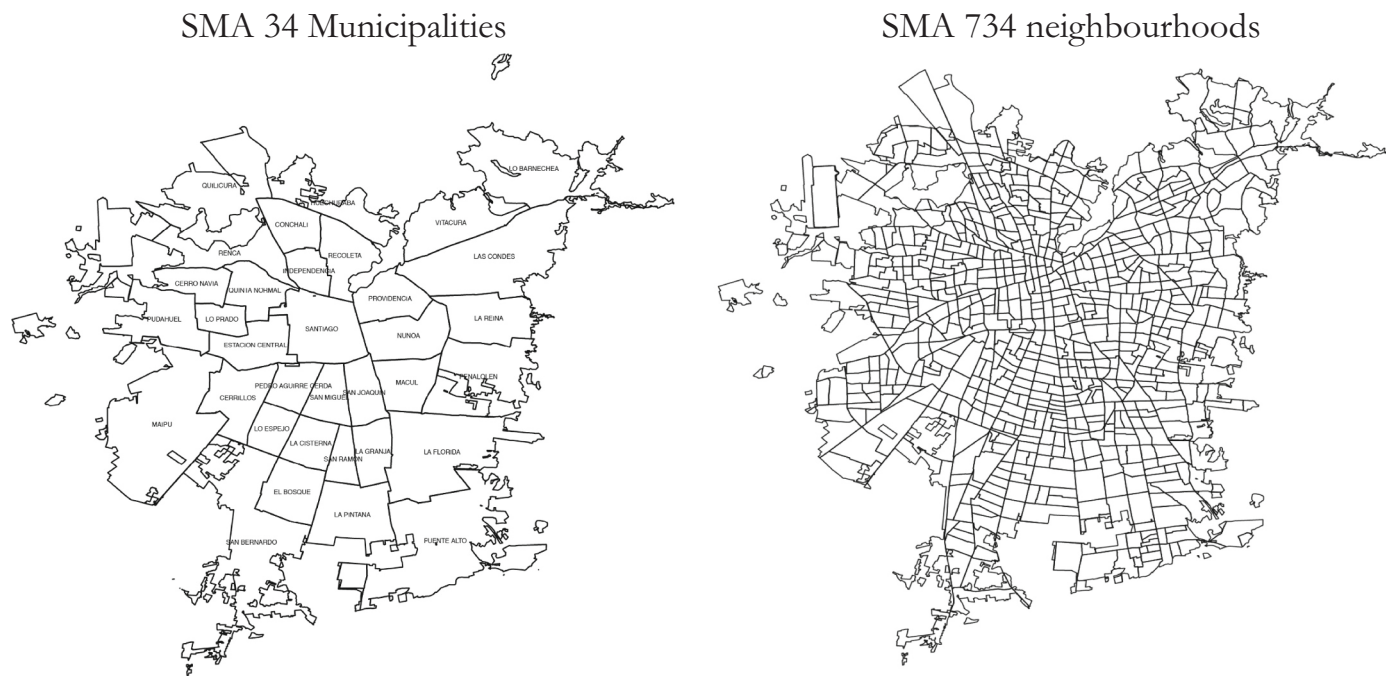 SMA 34 Municipalities
SMA 734 neighbourhoods
LO BARNECHEA
QUILICURA
HUECHURABA
VITACURA
CONCHALI
RENCA
RECOLETA
LAS CONDES
INDEPENDENCIA
CERRO NAVIA
QUINTA NORMAL
PROVIDENCIA
PUDAHUEL
LO PRADO
LA REINA
SANTIAGO
NUNOA
ESTACION CENTRAL
PENALOLEN
MACUL
PEDRO AGUIRRE CERDA
SAN JOAQUIN
CERRILLOS
SAN MIGUEL
MAIPU
LO ESPEJO
LA CISTERNA
LA GRANJA
LA FLORIDA
SAN RAMON
EL BOSQUE
LA PINTANA
SAN BERNARDO
PUENTE ALTO